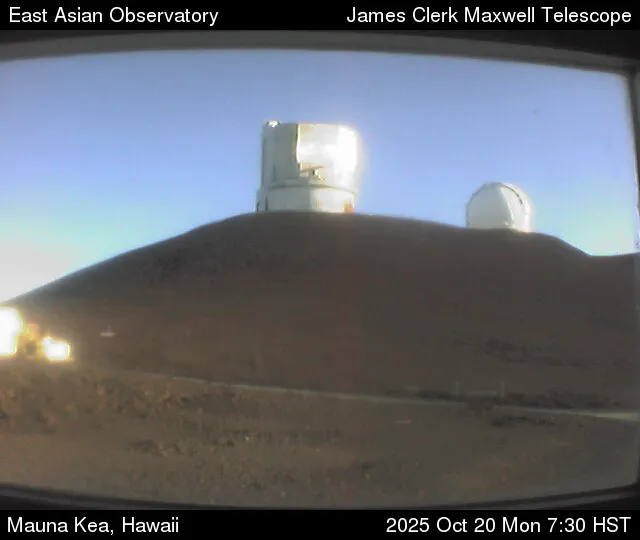 East Asian Observatory
James Clerk Maxwell Telescope
Mauna Kea, Hawaii
2025 Oct 20 Mon 7:30 HST